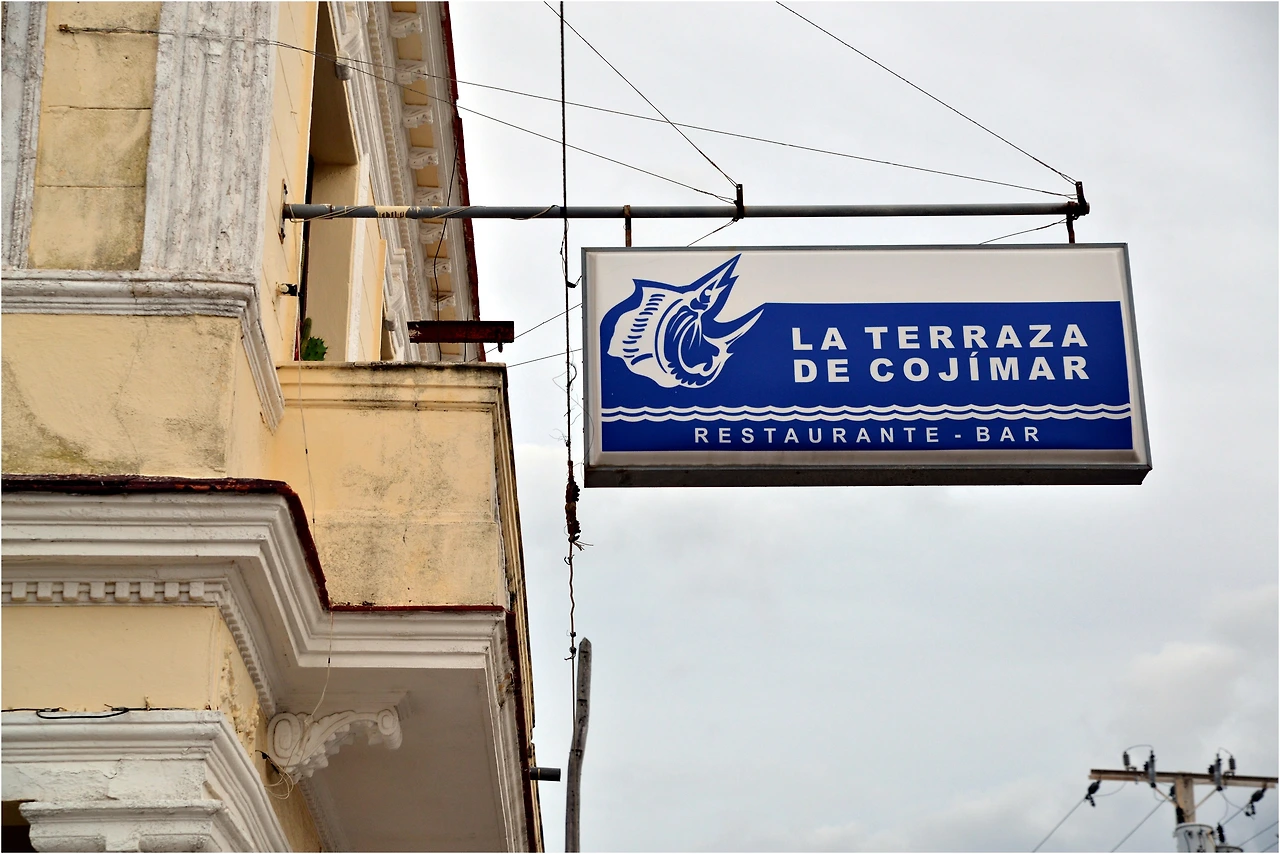 LA TERRAZA
DE COJÍMAR
RESTAURANTE - BAR